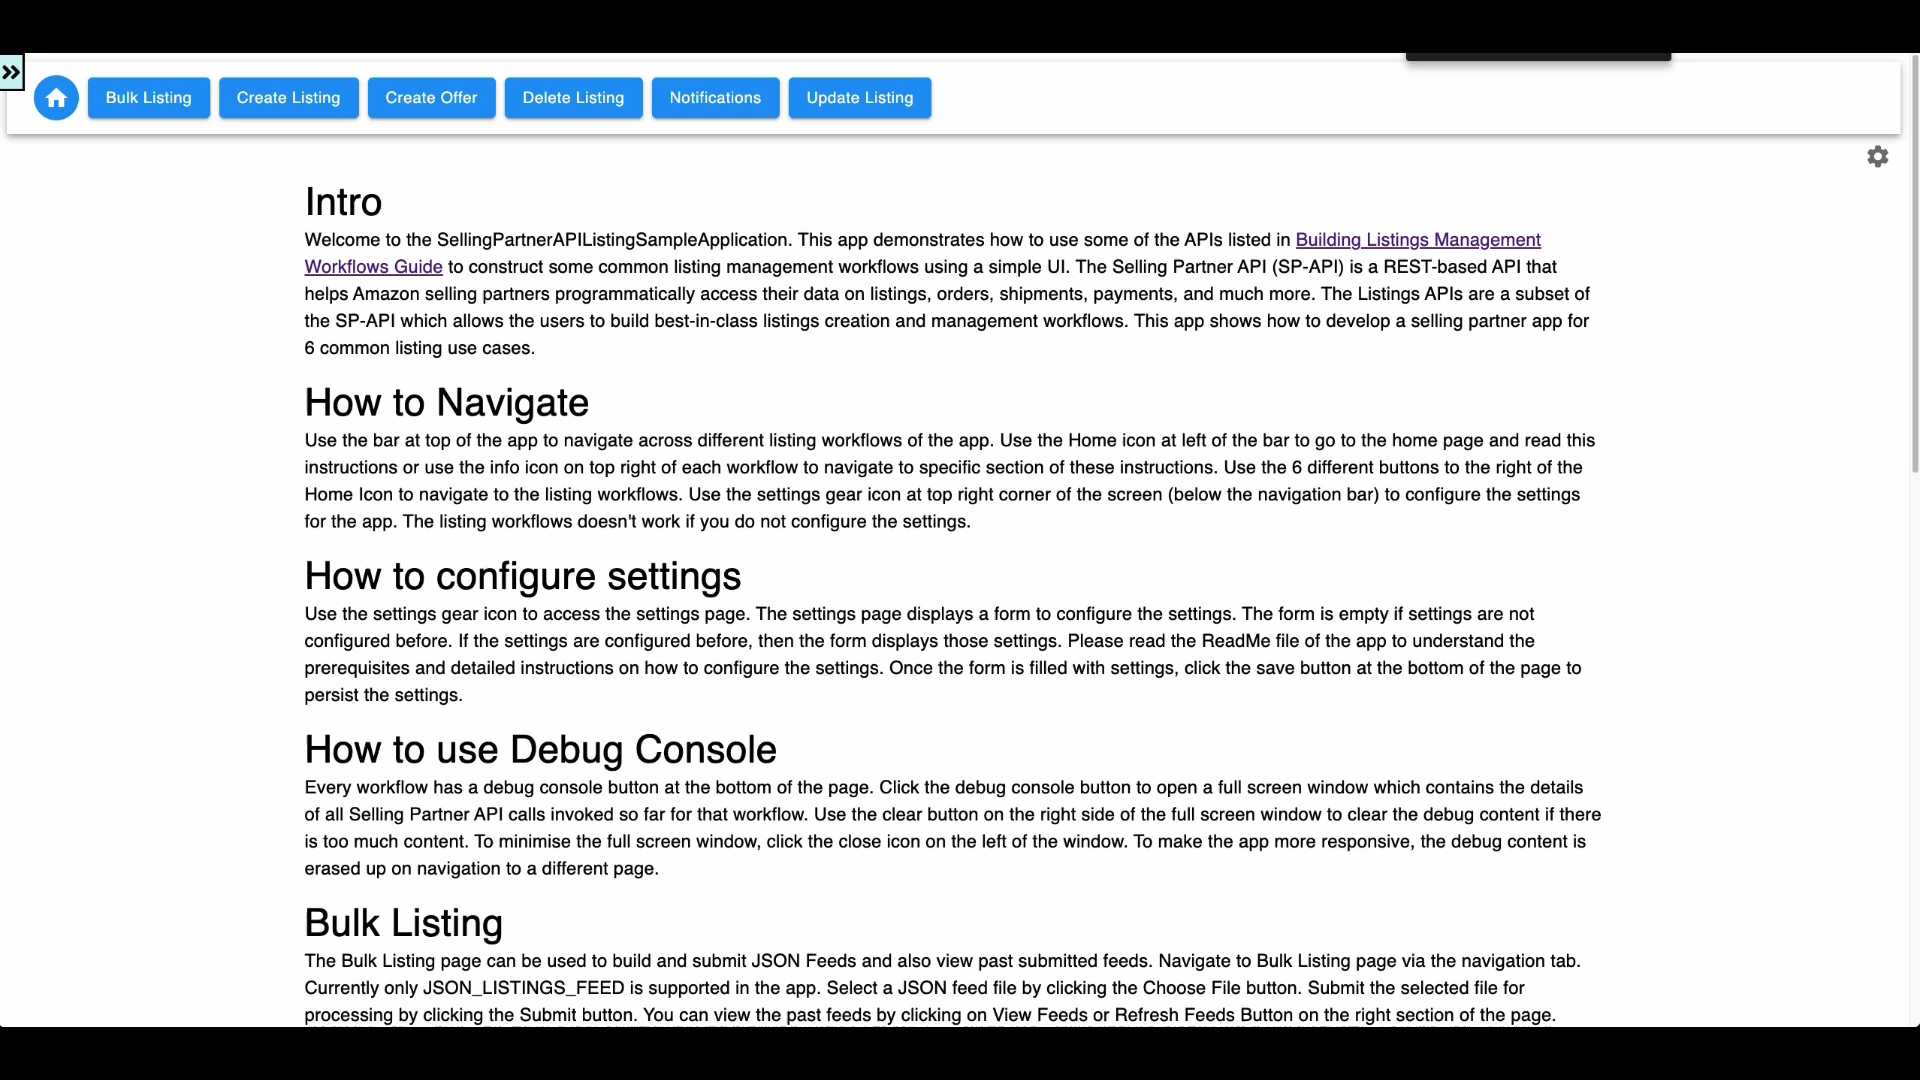 Bulk Listing Create Listing Create Offer Delete Listing Notifications Update Listing
Intro
Welcome to the SellingPartnerAPIListingSampleApplication. This app demonstrates how to use some of the APIs listed in Building Listings Management
Workflows Guide to construct some common listing management workflows using a simple UI. The Selling Partner API (SP-API) is a REST-based API that
helps Amazon selling partners programmatically access their data on listings, orders, shipments, payments, and much more. The Listings APIs are a subset of
the SP-API which allows the users to build best-in-class listings creation and management workflows. This app shows how to develop a selling partner app for
6 common listing use cases.
How to Navigate
Use the bar at top of the app to navigate across different listing workflows of the app. Use the Home icon at left of the bar to go to the home page and read this
instructions or use the info icon on top right of each workflow to navigate to specific section of these instructions. Use the 6 different buttons to the right of the
Home Icon to navigate to the listing workflows. Use the settings gear icon at top right corner of the screen (below the navigation bar) to configure the settings
for the app. The listing workflows doesn't work if you do not configure the settings.
How to configure settings
Use the settings gear icon to access the settings page. The settings page displays a form to configure the settings. The form is empty if settings are not
configured before. If the settings are configured before, then the form displays those settings. Please read the ReadMe file of the app to understand the
prerequisites and detailed instructions on how to configure the settings. Once the form is filled with settings, click the save button at the bottom of the page to
persist the settings.
How to use Debug Console
Every workflow has a debug console button at the bottom of the page. Click the debug console button to open a full screen window which contains the details
of all Selling Partner API calls invoked so far for that workflow. Use the clear button on the right side of the full screen window to clear the debug content if there
is too much content. To minimise the full screen window, click the close icon on the left of the window. To make the app more responsive, the debug content is
erased up on navigation to a different page.
Bulk Listing
The Bulk Listing page can be used to build and submit JSON Feeds and also view past submitted feeds. Navigate to Bulk Listing page via the navigation tab.
Currently only JSON_LISTINGS_FEED is supported in the app. Select a JSON feed file by clicking the Choose File button. Submit the selected file for
processing by clicking the Submit button. You can view the past feeds by clicking on View Feeds or Refresh Feeds Button on the right section of the page.